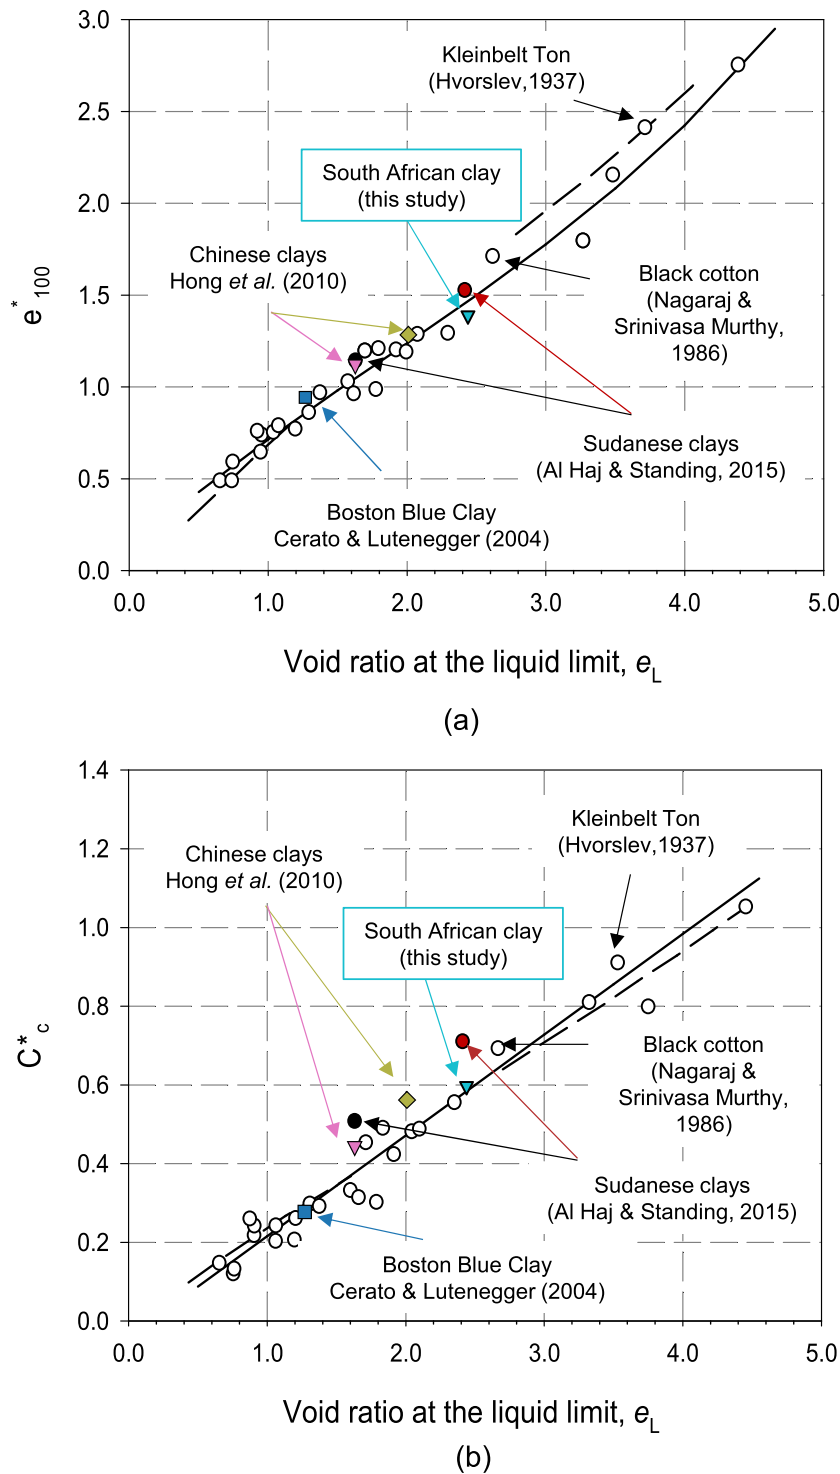 3.0
2.5
2.0
1.5
1.0
0.5
0.0
e*100
Kleinbelt Ton
(Hvorslev,1937)
South African clay
(this study)
Chinese clays
Hong et al. (2010)
Black cotton
(Nagaraj &
Srinivasa Murthy,
1986)
Sudanese clays
(Al Haj & Standing, 2015)
Boston Blue Clay
Cerato & Lutenegger (2004)
0.0 1.0 2.0 3.0 4.0 5.0
Void ratio at the liquid limit, eL
(a)
1.4
1.2
1.0
0.8
0.6
0.4
0.2
0.0
C*c
Kleinbelt Ton
(Hvorslev,1937)
Chinese clays
Hong et al. (2010)
South African clay
(this study)
Black cotton
(Nagaraj &
Srinivasa Murthy,
1986)
Sudanese clays
(Al Haj & Standing, 2015)
Boston Blue Clay
Cerato & Lutenegger (2004)
0.0 1.0 2.0 3.0 4.0 5.0
Void ratio at the liquid limit, eL
(b)